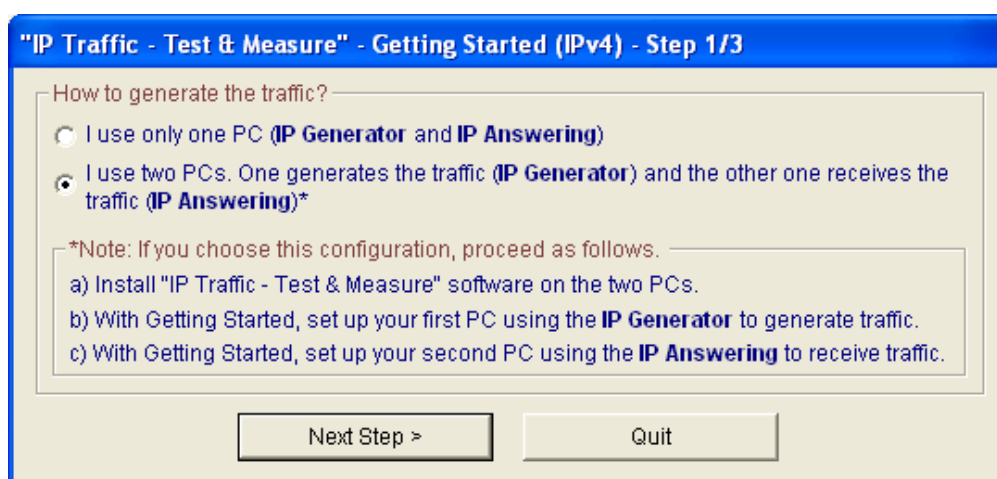 "IP Traffic - Test & Measure" - Getting Started (IPv4) - Step 1/3
How to generate the traffic?
I use only one PC (IP Generator and IP Answering)
I use two PCs. One generates the traffic (IP Generator) and the other one receives the
traffic (IP Answering)*
*Note: If you choose this configuration, proceed as follows.
a) Install "IP Traffic - Test & Measure" software on the two PCs.
b) With Getting Started, set up your first PC using the IP Generator to generate traffic.
c) With Getting Started, set up your second PC using the IP Answering to receive traffic.
Next Step >
Quit